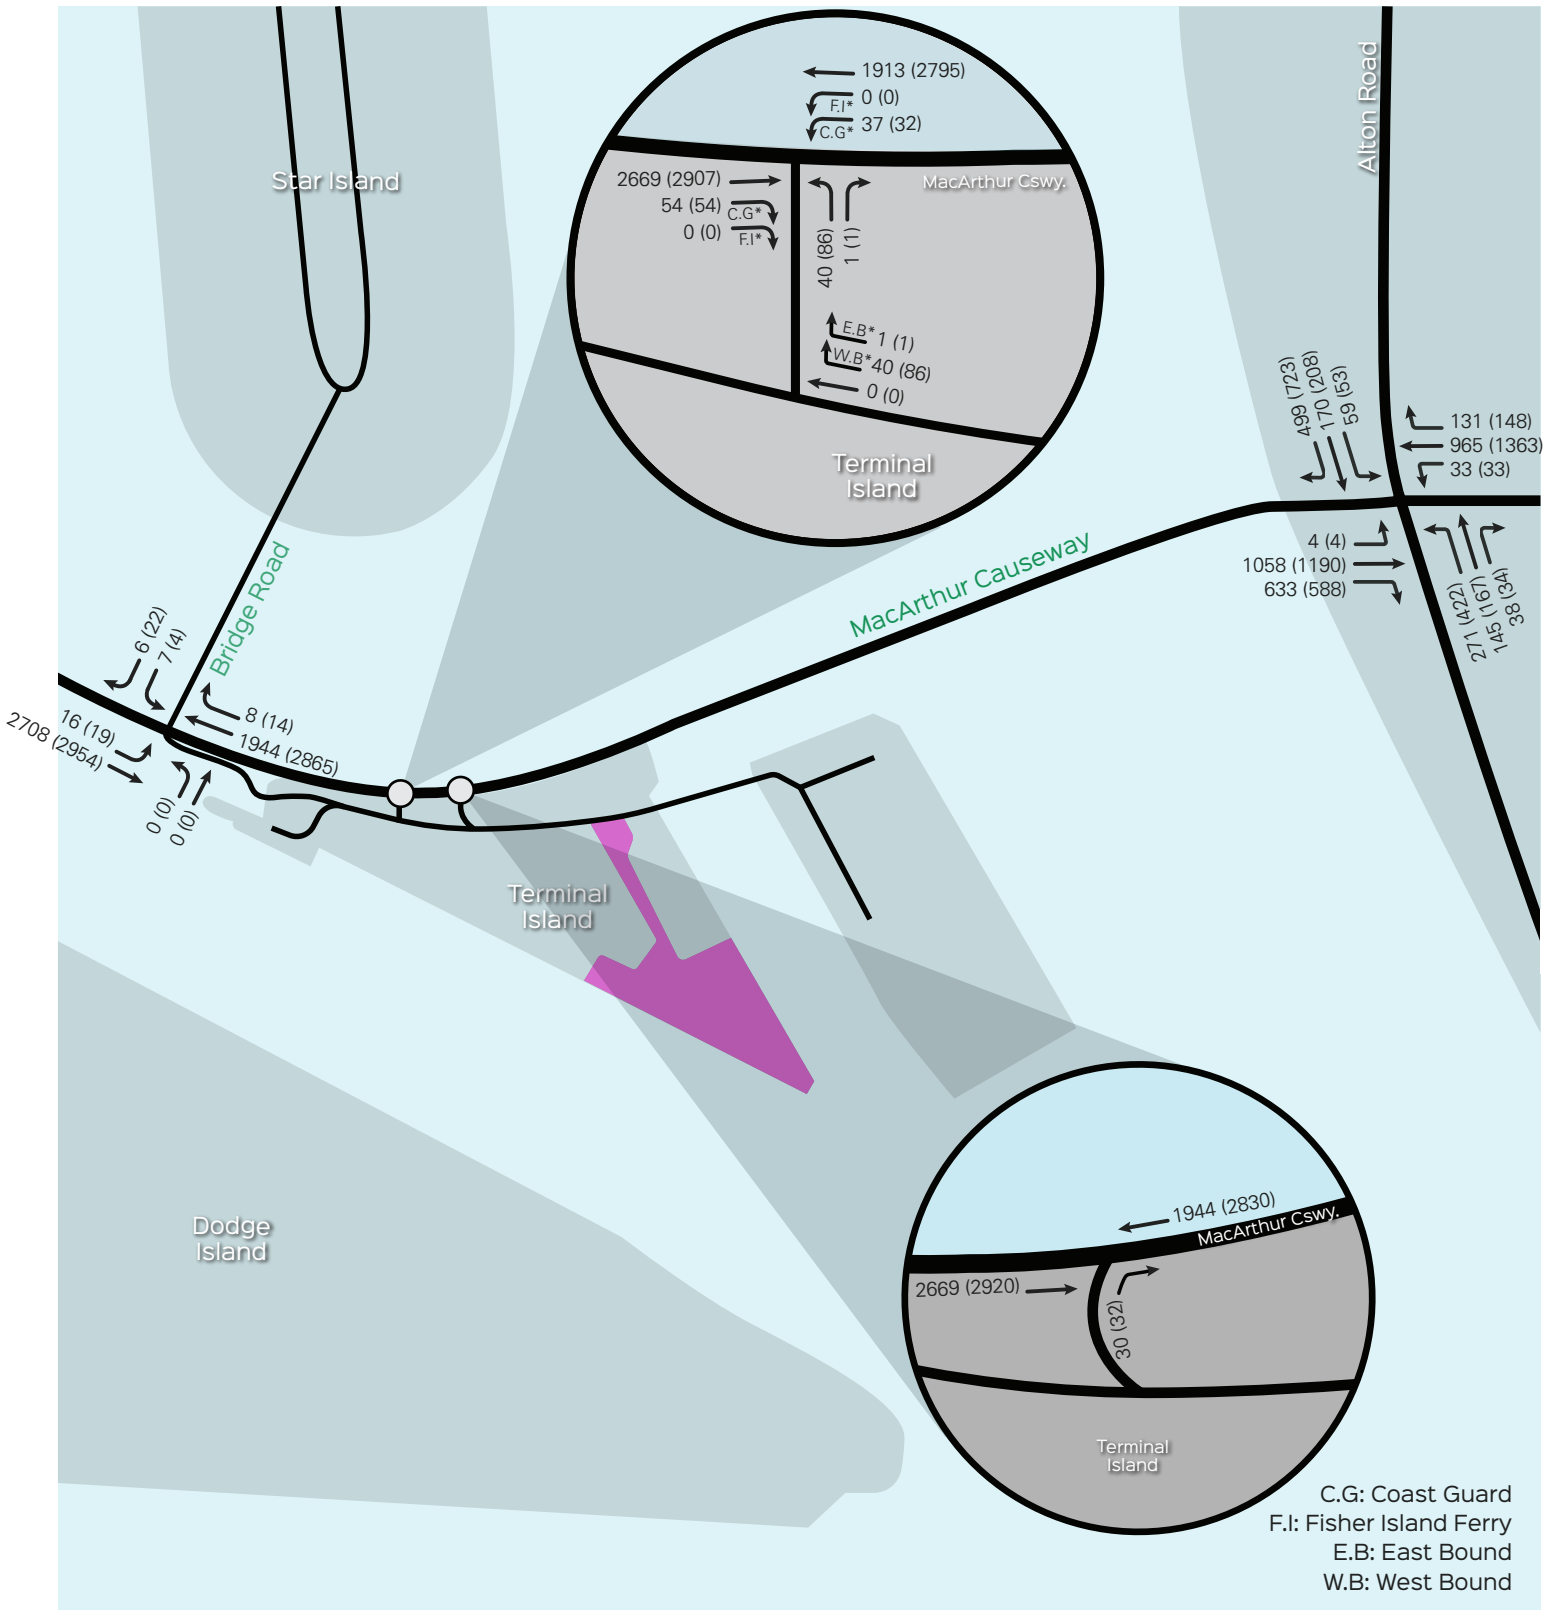 1913 (2795)
0 (0)
F.I*
37 (32)
C.G*
MacArthur Cswy.
2669 (2907)
54 (54)
C.G*
0 (0)
F.I*
40 (86)
1 (1)
E.B* 1 (1)
W.B* 40 (86)
0 (0)
Terminal
Island
Star Island
Alton Road
499 (723)
170 (208)
59 (53)
131 (148)
965 (1363)
33 (33)
4 (4)
1058 (1190)
633 (588)
271 (422)
145 (167)
38 (34)
MacArthur Causeway
Bridge Road
6 (22)
7 (4)
16 (19)
2708 (2954)
8 (14)
1944 (2865)
0 (0)
0 (0)
Terminal
Island
Dodge
Island
1944 (2830)
MacArthur Cswy.
2669 (2920)
30 (32)
Terminal
Island
C.G: Coast Guard
F.I: Fisher Island Ferry
E.B: East Bound
W.B: West Bound